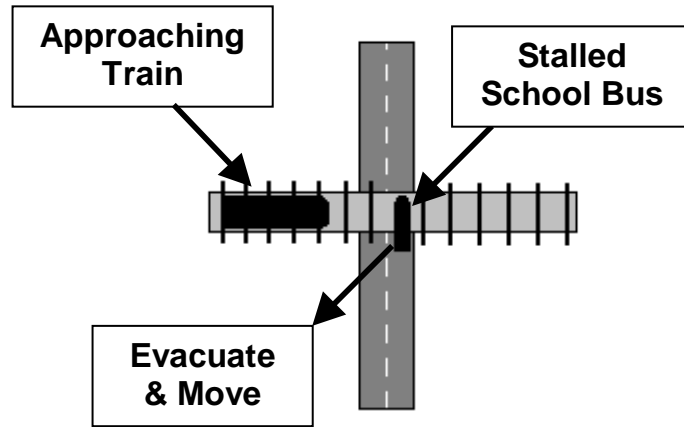 Approaching
Train
Stalled
School Bus
Evacuate
& Move